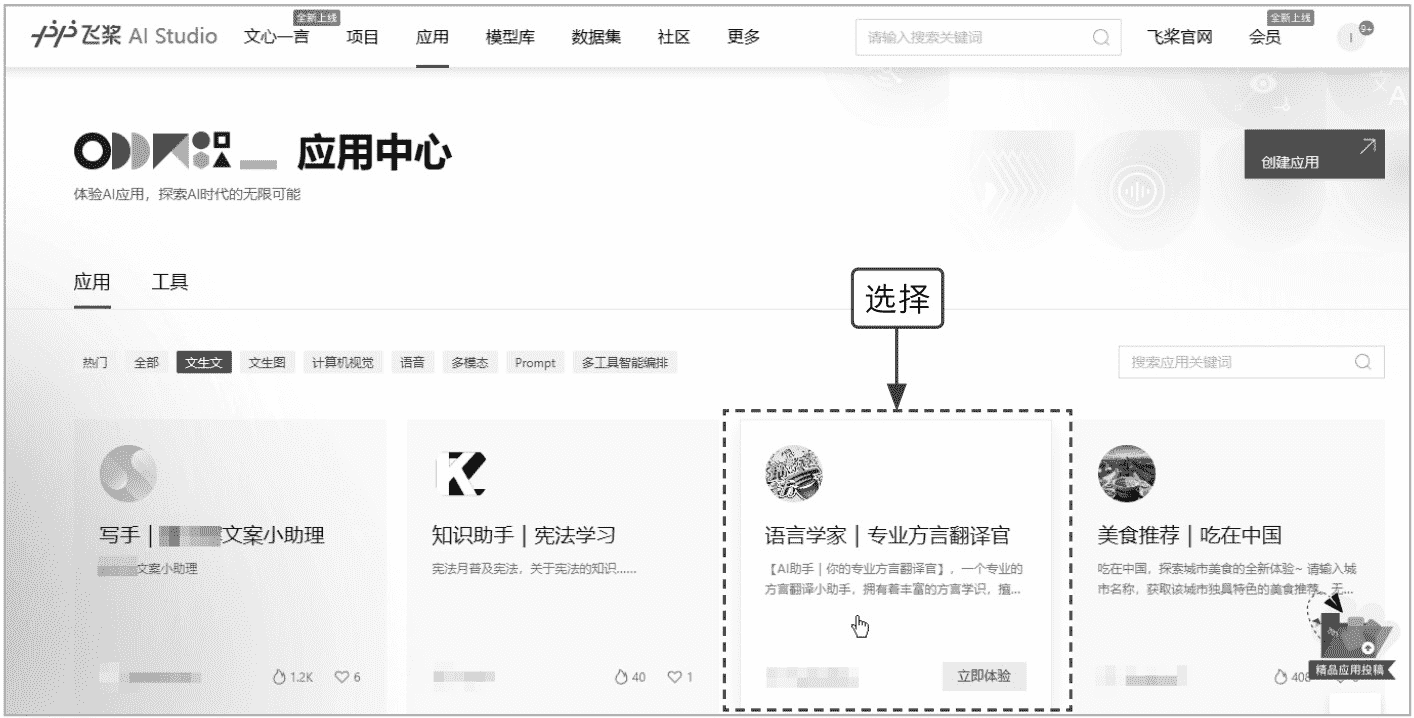 全新上线 全新上线
飞桨 AI Studio 文心一言 项目 应用 模型库 数据集 社区 更多 请输入搜索关键词 飞桨官网 会员 I 9+
应用中心
创建应用
体验AI应用，探索AI时代的无限可能
应用 工具
选择
热门 全部 文生文 文生图 计算机视觉 语音 多模态 Prompt 多工具智能编排 搜索应用关键词
写手｜文案小助理
文案小助理
1.2K 6
知识助手｜宪法学习
宪法月普及宪法，关于宪法的知识......
40 1
语言学家｜专业方言翻译官
【AI助手｜你的专业方言翻译官】，一个专业的
方言翻译小助手，拥有着丰富的方言学识，擅...
立即体验
美食推荐｜吃在中国
吃在中国，探索城市美食的全新体验~ 请输入城
市名称，获取该城市独具特色的美食推荐。无...
精品应用投稿
408